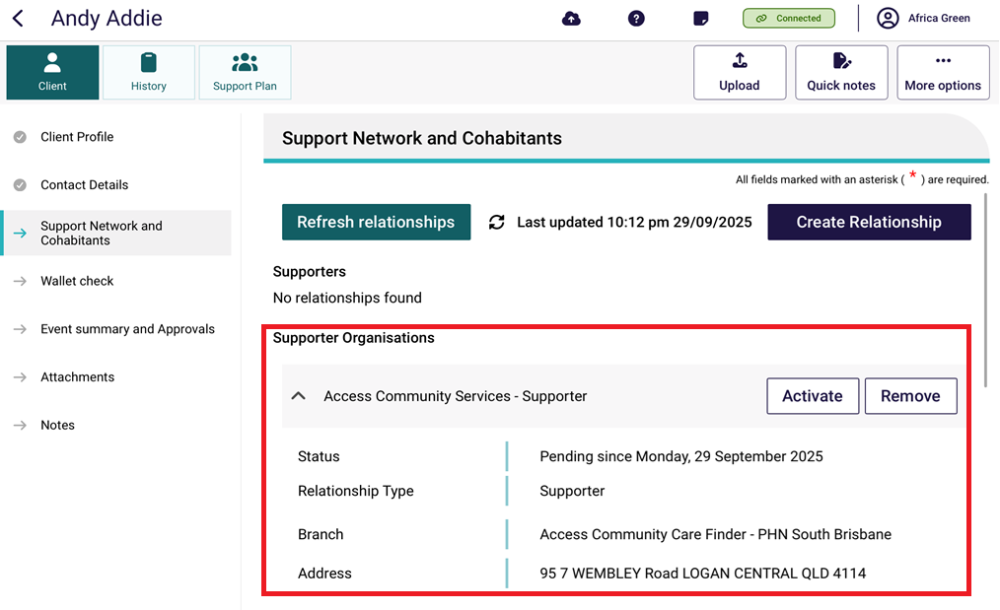 Andy Addie
Connected
Africa Green
Client
History
Support Plan
Upload
Quick notes
More options
Client Profile
Contact Details
Support Network and
Cohabitants
Wallet check
Event summary and Approvals
Attachments
Notes
Support Network and Cohabitants
All fields marked with an asterisk ( * ) are required.
Refresh relationships
Last updated 10:12 pm 29/09/2025
Create Relationship
Supporters
No relationships found
Supporter Organisations
Access Community Services - Supporter
Activate
Remove
Status
Pending since Monday, 29 September 2025
Relationship Type
Supporter
Branch
Access Community Care Finder - PHN South Brisbane
Address
95 7 WEMBLEY Road LOGAN CENTRAL QLD 4114